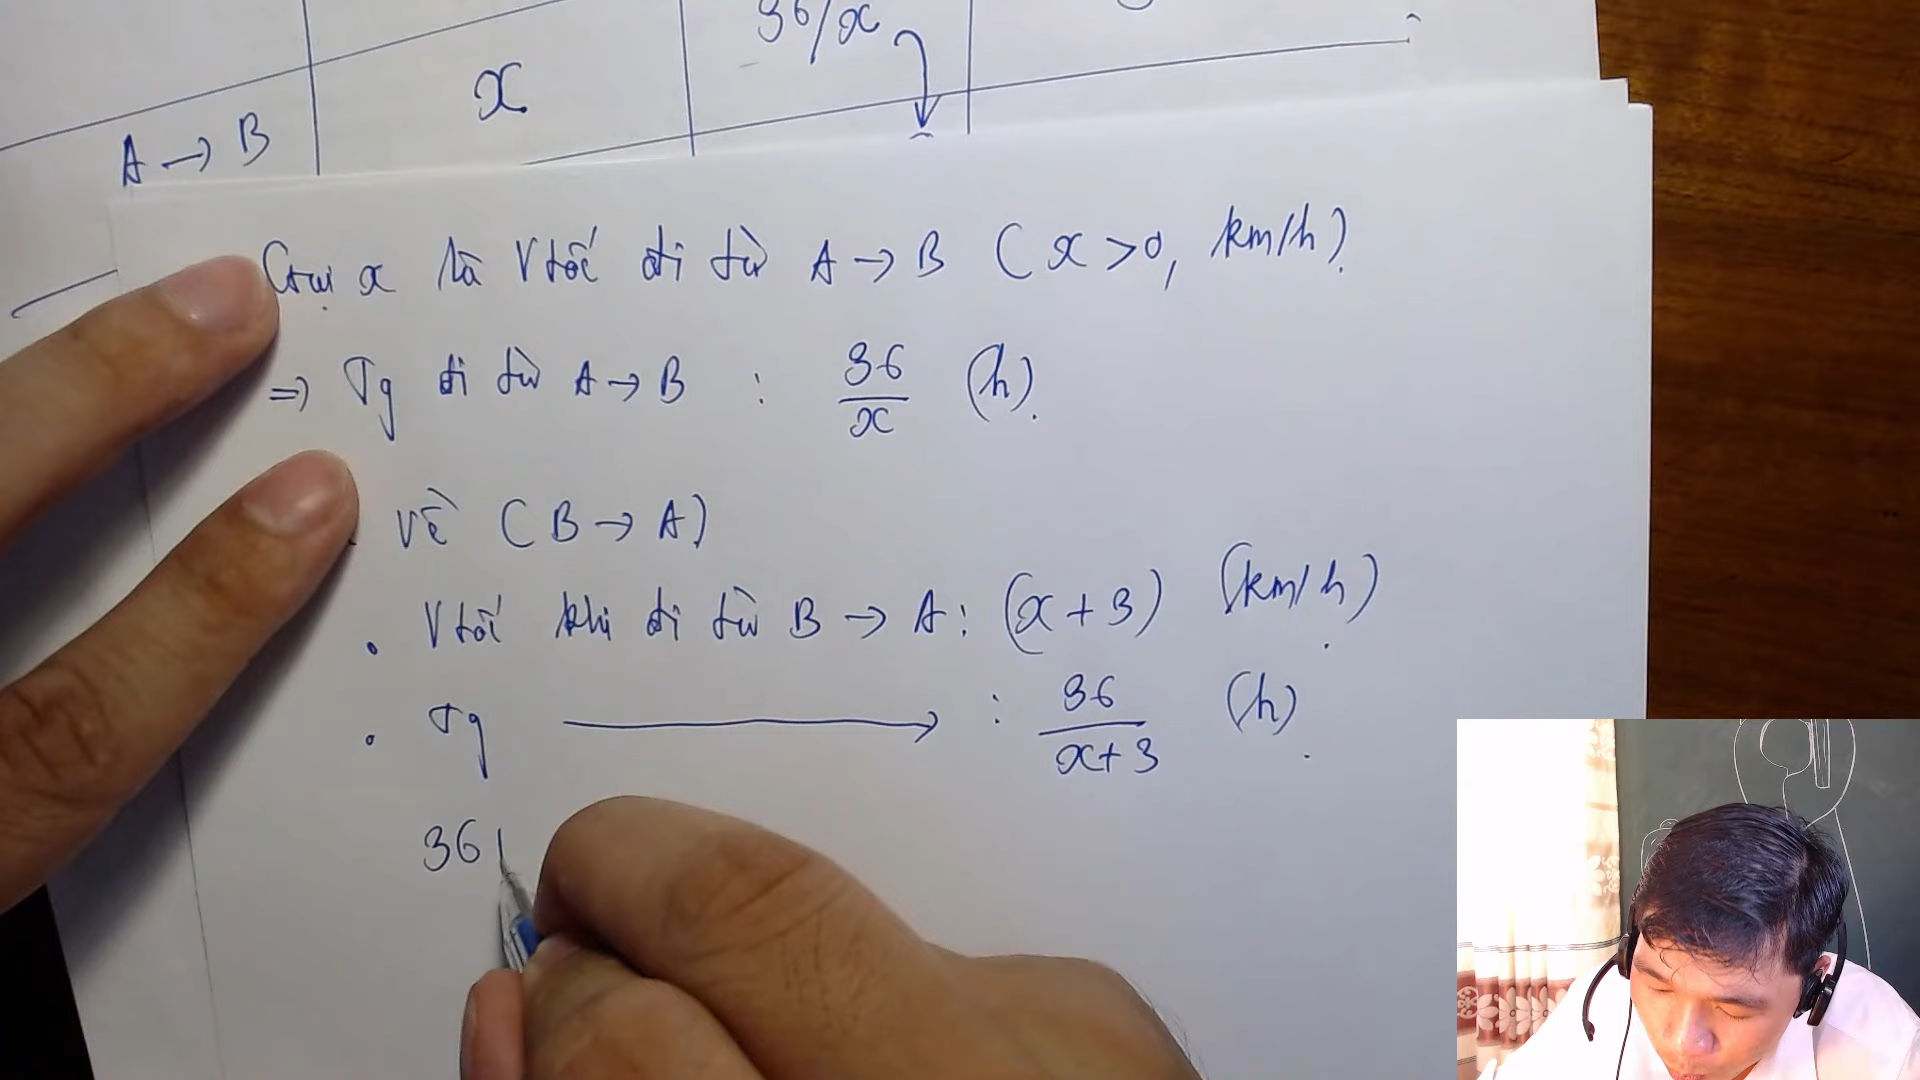 36/x
A → B x
Gọi x là Vtốc đi từ A → B (x > 0, km/h).
⇒ Tg đi từ A → B : 36/x (h).
Về (B → A)
. Vtốc khi đi từ B → A : (x + 3) (km/h).
. Tg ⟶ : 36/(x+3) (h).
36